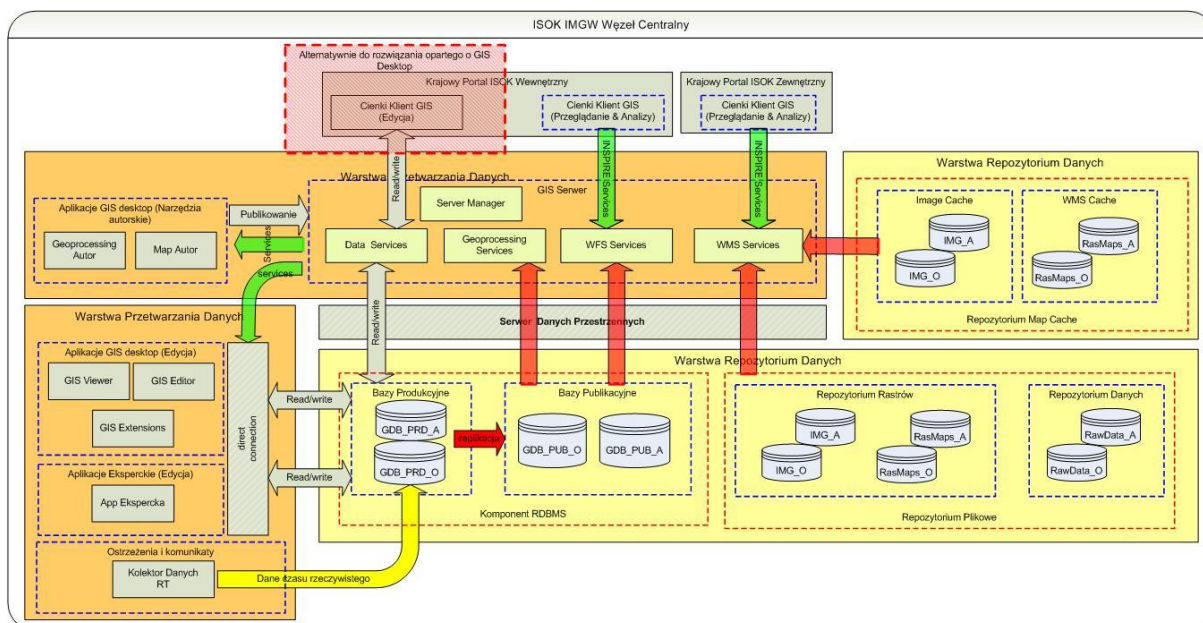 ISOK IMGW Węzeł Centralny
Alternatywnie do rozwiązania opartego o GIS
Desktop
Krajowy Portal ISOK Wewnętrzny
Krajowy Portal ISOK Zewnętrzny
Cienki Klient GIS
(Edycja)
Cienki Klient GIS
(Przeglądanie & Analizy)
Cienki Klient GIS
(Przeglądanie & Analizy)
Read/write
INSPIRE Services
INSPIRE Services
Warstwa Przetwarzania Danych
GIS Serwer
Server Manager
Aplikacje GIS desktop (Narzędzia
autorskie)
Geoprocessing
Autor
Map Autor
Publikowanie
Services
services
Data Services
Geoprocessing
Services
WFS Services
WMS Services
Warstwa Repozytorium Danych
Image Cache
IMG_A
IMG_O
WMS Cache
RasMaps_A
RasMaps_O
Repozytorium Map Cache
Read/write
Serwer Danych Przestrzennych
Warstwa Przetwarzania Danych
Aplikacje GIS desktop (Edycja)
GIS Viewer
GIS Editor
GIS Extensions
Aplikacje Eksperckie (Edycja)
App Ekspercka
Ostrzeżenia i komunikaty
Kolektor Danych
RT
direct
connection
Read/write
Read/write
Dane czasu rzeczywistego
Warstwa Repozytorium Danych
Bazy Produkcyjne
GDB_PRD_A
GDB_PRD_O
replikacja
Bazy Publikacyjne
GDB_PUB_O
GDB_PUB_A
Komponent RDBMS
Repozytorium Rastrów
IMG_A
IMG_O
RasMaps_A
RasMaps_O
Repozytorium Danych
RawData_A
RawData_O
Repozytorium Plikowe